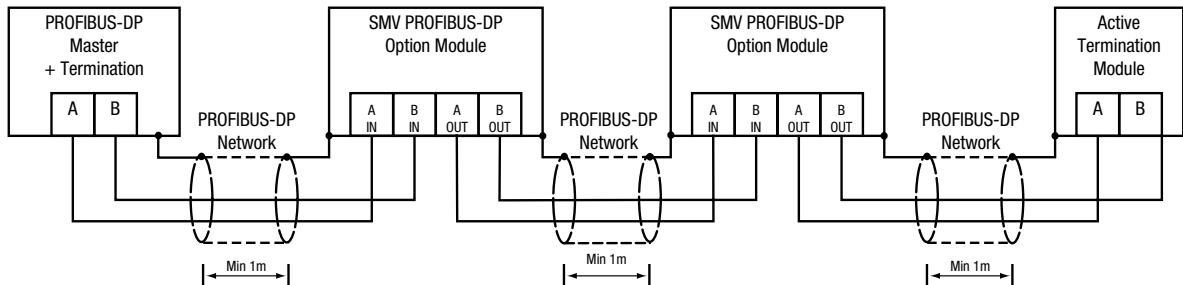 PROFIBUS-DP
Master
+ Termination
A B
PROFIBUS-DP
Network
Min 1m
SMV PROFIBUS-DP
Option Module
A IN
B IN
A OUT
B OUT
PROFIBUS-DP
Network
Min 1m
SMV PROFIBUS-DP
Option Module
A IN
B IN
A OUT
B OUT
PROFIBUS-DP
Network
Min 1m
Active
Termination
Module
A B